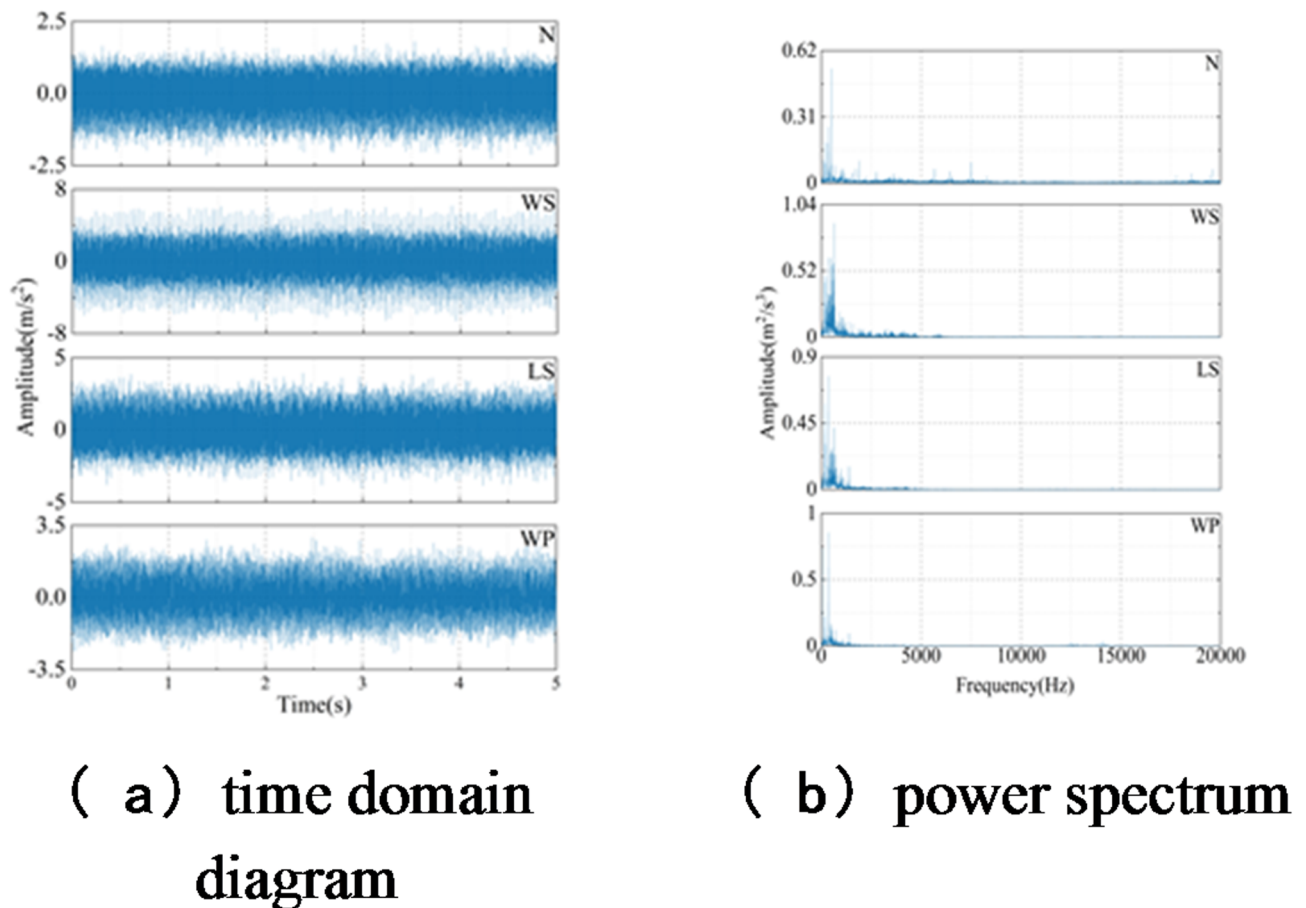 2.5
N
0.0
-2.5
8
WS
0
-8
5
LS
0
-5
3.5
WP
0.0
-3.5
0 1 2 3 4 5
Time(s)
Amplitude(m/s²)
0.62
N
0.31
0
1.04
WS
0.52
0
0.9
LS
0.45
0
1
WP
0.5
0
0 5000 10000 15000 20000
Frequency(Hz)
Amplitude(m²/s³)
（ a）time domain
diagram
（ b）power spectrum